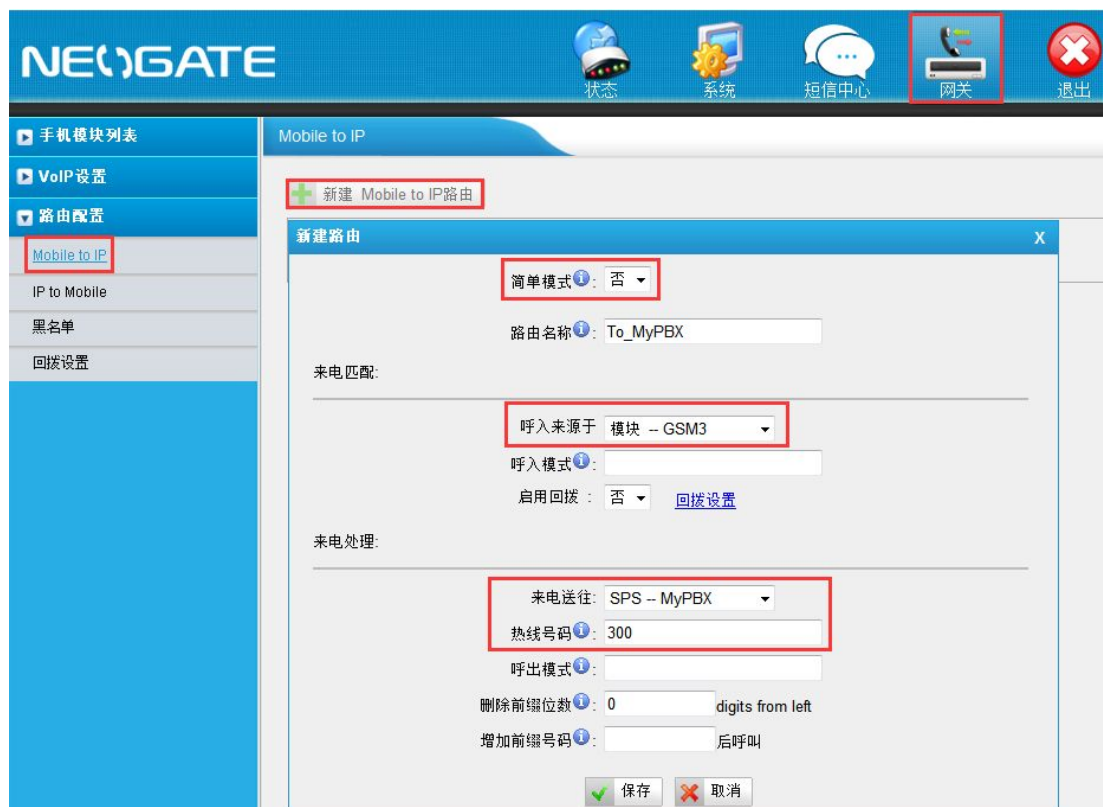 NEOGATE
状态 系统 短信中心 网关 退出
手机模块列表
VoIP设置
路由配置
Mobile to IP
IP to Mobile
黑名单
回拨设置
Mobile to IP
新建 Mobile to IP路由
新建路由 X
简单模式: 否
路由名称: To_MyPBX
来电匹配:
呼入来源于 模块 -- GSM3
呼入模式:
启用回拨 : 否 回拨设置
来电处理:
来电送往: SPS -- MyPBX
热线号码: 300
呼出模式:
删除前缀位数: 0 digits from left
增加前缀号码: 后呼叫
保存 取消